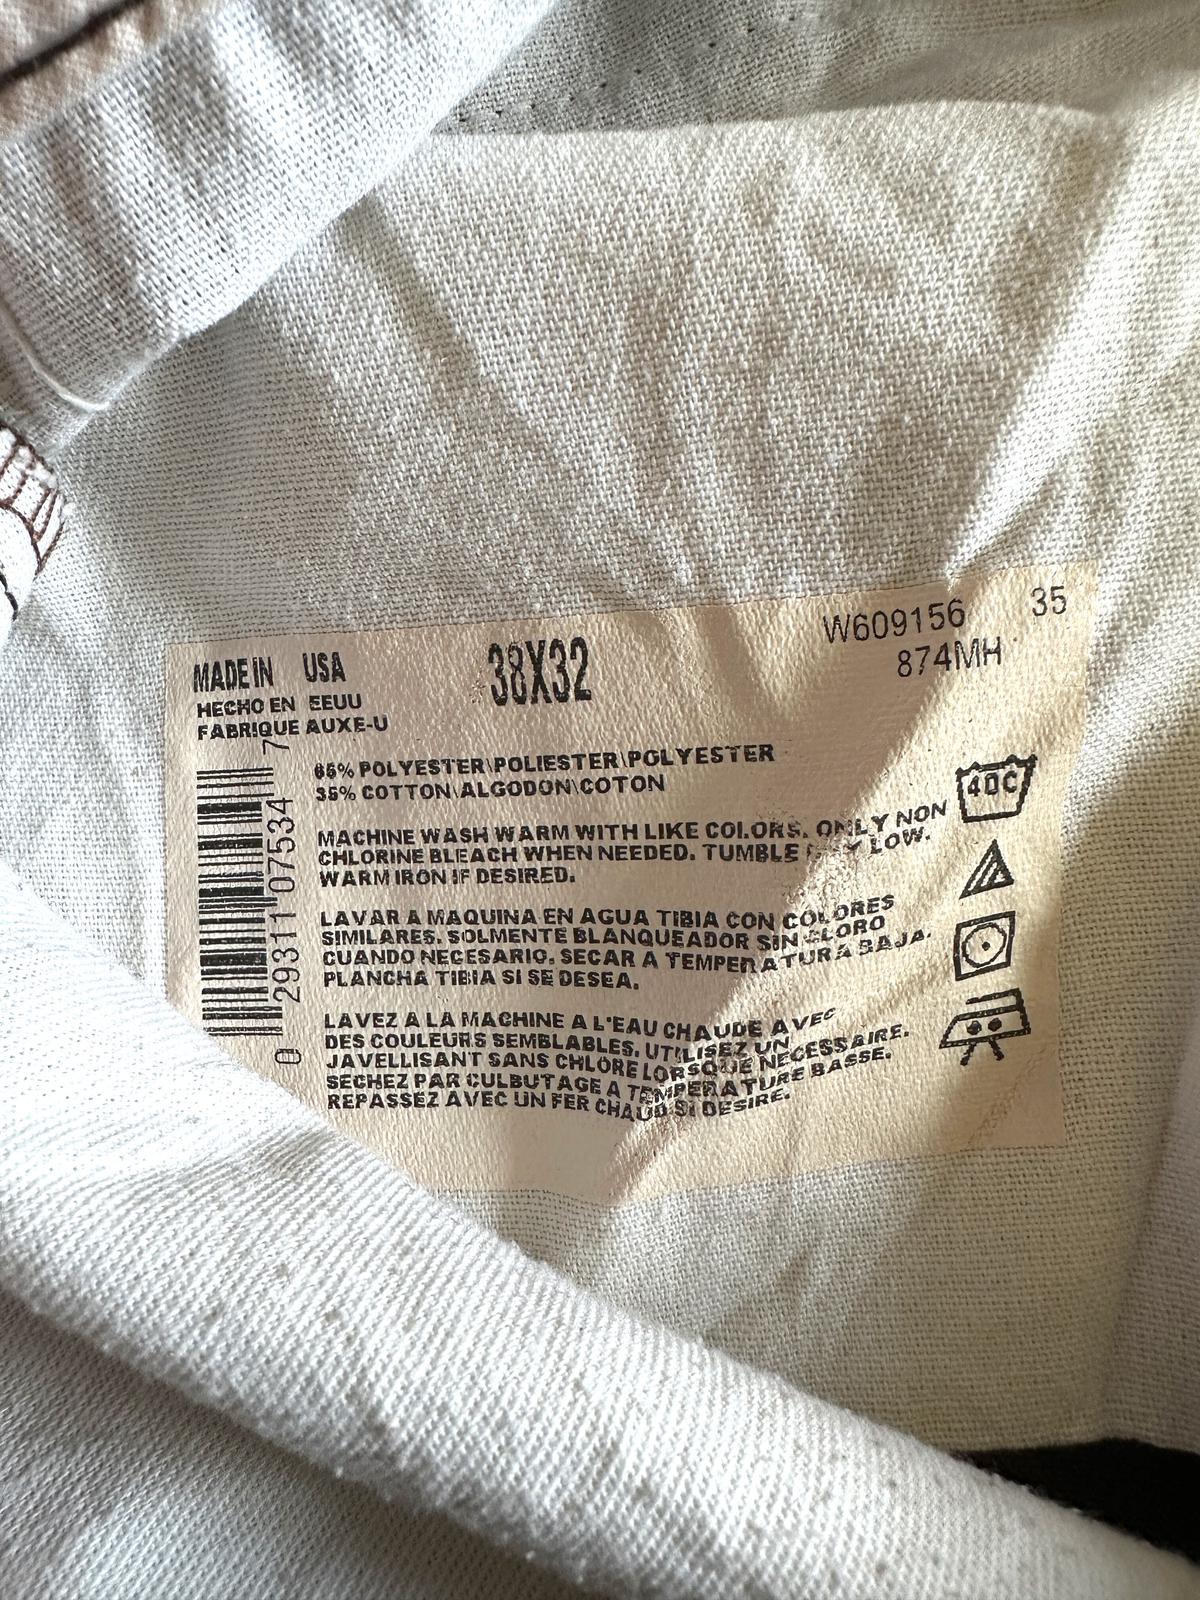 W609156 35
874MH
MADE IN USA
38X32
HECHO EN EEUU
FABRIQUE AUXE-U
65% POLYESTER\POLIESTER\POLYESTER
35% COTTON\ALGODON\COTON
MACHINE WASH WARM WITH LIKE COLORS. ONLY NON
CHLORINE BLEACH WHEN NEEDED. TUMBLE LOW.
WARM IRON IF DESIRED.
LAVAR A MAQUINA EN AGUA TIBIA CON COLORES
SIMILARES. SOLMENTE BLANQUEADOR SIN CLORO
CUANDO NECESARIO. SECAR A TEMPERATURA BAJA.
PLANCHA TIBIA SI SE DESEA.
LAVEZ A LA MACHINE A L'EAU CHAUDE AVEC
DES COULEURS SEMBLABLES. UTILISEZ UN
JAVELLISANT SANS CHLORE LORSQUE NECESSAIRE.
SECHEZ PAR CULBUTAGE A TEMPERATURE BASSE.
REPASSEZ AVEC UN FER CHAUD SI DESIRE.
40C
0 29311 07534 7